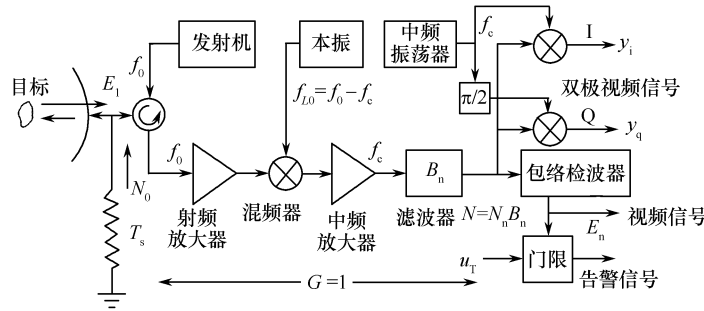 发射机
本振
中频
振荡器
f_c
I
y_i
目标
E_1
f_0
f_{L0}=f_0-f_c
π/2
双极视频信号
Q
y_q
f_0
f_c
B_n
包络检波器
N_0
射频
放大器
混频器
中频
放大器
滤波器
N=N_nB_n
E_n
视频信号
T_s
u_T
门限
告警信号
G=1